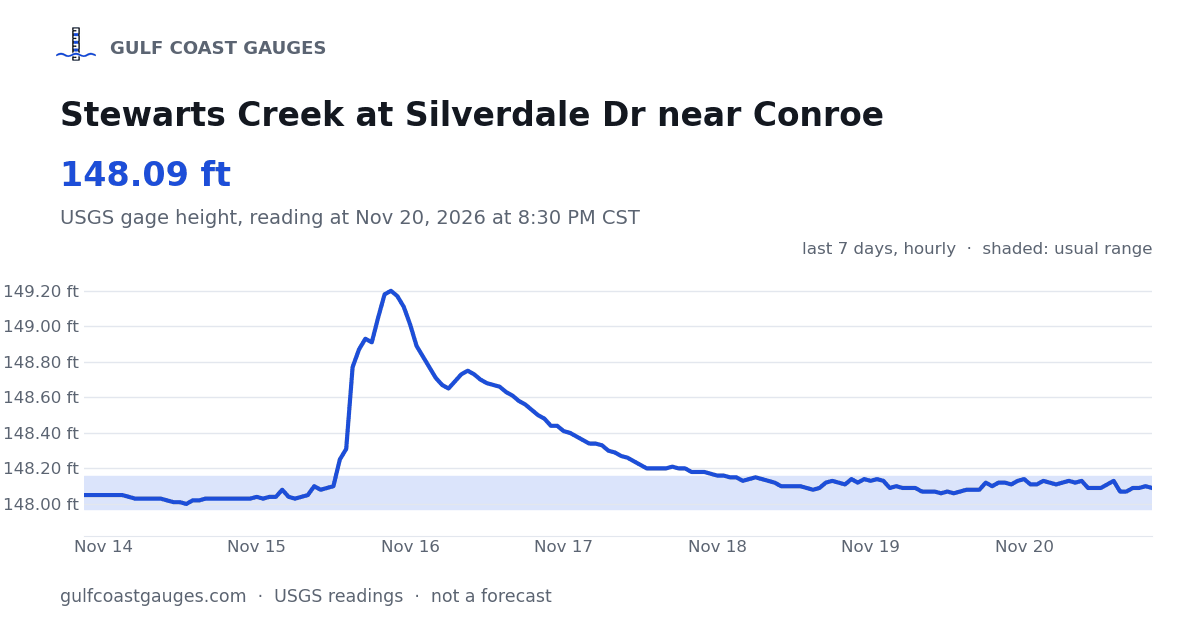 GULF COAST GAUGES
Stewarts Creek at Silverdale Dr near Conroe
148.09 ft
USGS gage height, reading at Nov 20, 2026 at 8:30 PM CST
last 7 days, hourly · shaded: usual range
149.20 ft
149.00 ft
148.80 ft
148.60 ft
148.40 ft
148.20 ft
148.00 ft
Nov 14 Nov 15 Nov 16 Nov 17 Nov 18 Nov 19 Nov 20
gulfcoastgauges.com · USGS readings · not a forecast